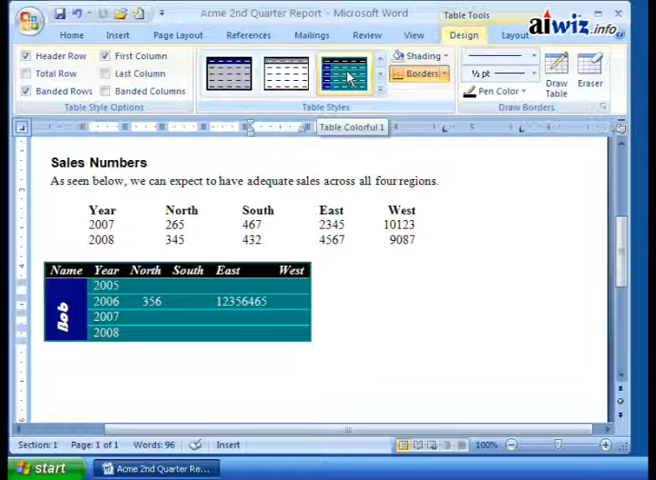 Acme 2nd Quarter Report - Microsoft Word
Table Tools
aiwiz.info
Home Insert Page Layout References Mailings Review View Design Layout
Header Row First Column
Total Row Last Column
Banded Rows Banded Columns
Table Style Options
Table Styles
Shading
Borders
½ pt
Pen Color
Draw Table
Eraser
Draw Borders
Table Colorful 1
Sales Numbers
As seen below, we can expect to have adequate sales across all four regions.
Year North South East West
2007 265 467 2345 10123
2008 345 432 4567 9087
Name Year North South East West
Bob
2005
2006 356 12356465
2007
2008
Section: 1 Page: 1 of 1 Words: 96 Insert 100%
start Acme 2nd Quarter Re...